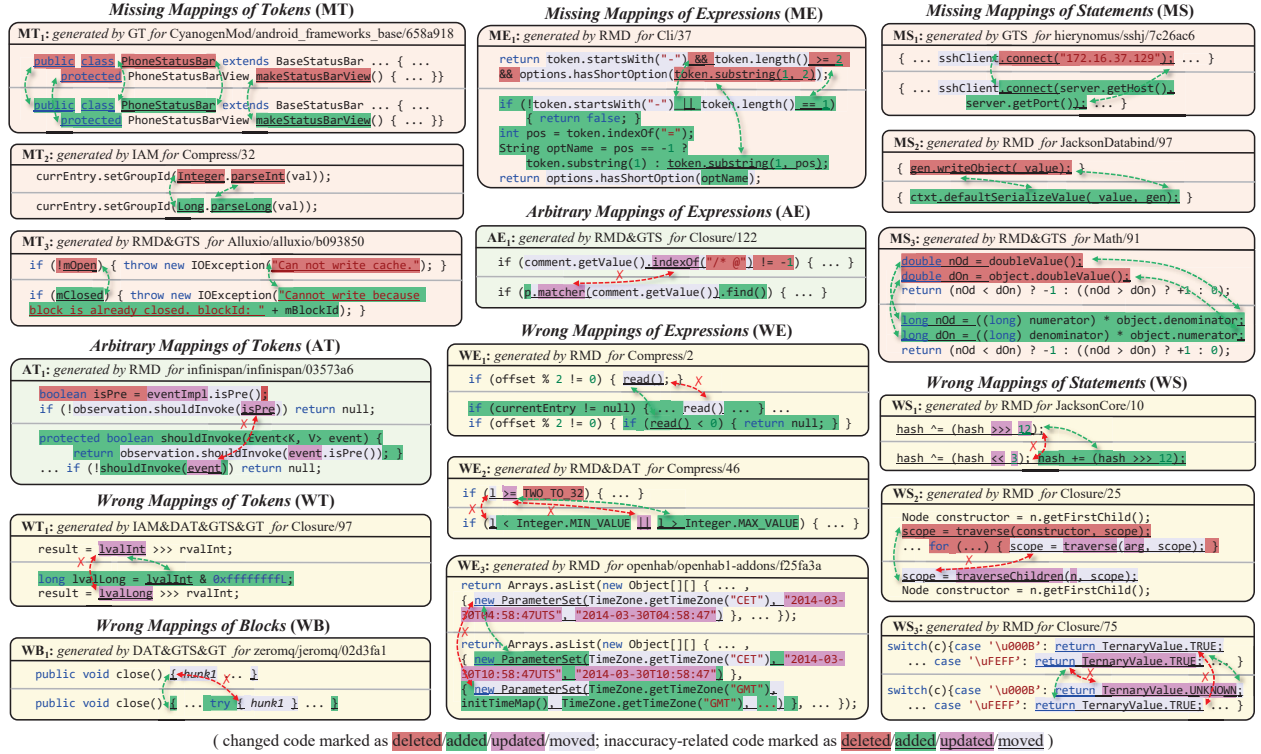 Missing Mappings of Tokens (MT)
MT1: generated by GT for CyanogenMod/android_frameworks_base/658a918
public class PhoneStatusBar extends BaseStatusBar ... { ...
protected PhoneStatusBarView makeStatusBarView() { ... }}
public class PhoneStatusBar extends BaseStatusBar ... { ...
protected PhoneStatusBarView makeStatusBarView() { ... }}
MT2: generated by IAM for Compress/32
currEntry.setGroupId(Integer.parseInt(val));
currEntry.setGroupId(Long.parseLong(val));
MT3: generated by RMD&GTS for Alluxio/alluxio/b093850
if (!mOpen) { throw new IOException("Can not write cache."); }
if (mClosed) { throw new IOException("Cannot write because
block is already closed. blockId: " + mBlockId); }
Arbitrary Mappings of Tokens (AT)
AT1: generated by RMD for infinispan/infinispan/03573a6
boolean isPre = eventImpl.isPre();
if (!observation.shouldInvoke(isPre)) return null;
protected boolean shouldInvoke(Event<K, V> event) {
return observation.shouldInvoke(event.isPre()); }
... if (!shouldInvoke(event)) return null;
Wrong Mappings of Tokens (WT)
WT1: generated by IAM&DAT&GTS&GT for Closure/97
result = lvalInt >>> rvalInt;
long lvalLong = lvalInt & 0xffffffffL;
result = lvalLong >>> rvalInt;
Wrong Mappings of Blocks (WB)
WB1: generated by DAT&GTS&GT for zeromq/jeromq/02d3fa1
public void close() { hunk1 ... }
public void close() { ... try { hunk1 } ... }
Missing Mappings of Expressions (ME)
ME1: generated by RMD for Cli/37
return token.startsWith("-") && token.length() >= 2
&& options.hasShortOption(token.substring(1, 2));
if (!token.startsWith("-") || token.length() == 1)
{ return false; }
int pos = token.indexOf("=");
String optName = pos == -1 ?
token.substring(1) : token.substring(1, pos);
return options.hasShortOption(optName);
Arbitrary Mappings of Expressions (AE)
AE1: generated by RMD&GTS for Closure/122
if (comment.getValue().indexOf("/* @") != -1) { ... }
if (p.matcher(comment.getValue()).find()) { ... }
Wrong Mappings of Expressions (WE)
WE1: generated by RMD for Compress/2
if (offset % 2 != 0) { read(); }
if (currentEntry != null) { ... read() ... } ...
if (offset % 2 != 0) { if (read() < 0) { return null; } }
WE2: generated by RMD&DAT for Compress/46
if (l >= TWO_TO_32) { ... }
if (l < Integer.MIN_VALUE || l > Integer.MAX_VALUE) { ... }
WE3: generated by RMD for openhab/openhab1-addons/f25fa3a
return Arrays.asList(new Object[][] { ... ,
{ new ParameterSet(TimeZone.getTimeZone("CET"), "2014-03-
30T04:58:47UTS", "2014-03-30T04:58:47") }, ... });
return Arrays.asList(new Object[][] { ... ,
{ new ParameterSet(TimeZone.getTimeZone("CET"), "2014-03-
30T10:58:47UTS", "2014-03-30T10:58:47") },
{ new ParameterSet(TimeZone.getTimeZone("GMT"),
initTimeMap(), TimeZone.getTimeZone("GMT"), ...) }, ... });
Missing Mappings of Statements (MS)
MS1: generated by GTS for hierynomus/sshj/7c26ac6
{ ... sshClient.connect("172.16.37.129"); ... }
{ ... sshClient.connect(server.getHost(),
server.getPort()); ... }
MS2: generated by RMD for JacksonDatabind/97
{ gen.writeObject(_value); }
{ ctxt.defaultSerializeValue(_value, gen); }
MS3: generated by RMD&GTS for Math/91
double nOd = doubleValue();
double dOn = object.doubleValue();
return (nOd < dOn) ? -1 : ((nOd > dOn) ? +1 : 0);
long nOd = ((long) numerator) * object.denominator;
long dOn = ((long) denominator) * object.numerator;
return (nOd < dOn) ? -1 : ((nOd > dOn) ? +1 : 0);
Wrong Mappings of Statements (WS)
WS1: generated by RMD for JacksonCore/10
hash ^= (hash >>> 12);
hash ^= (hash << 3); hash += (hash >>> 12);
WS2: generated by RMD for Closure/25
Node constructor = n.getFirstChild();
scope = traverse(constructor, scope);
... for (...) { scope = traverse(arg, scope); }
scope = traverseChildren(n, scope);
Node constructor = n.getFirstChild();
WS3: generated by RMD for Closure/75
switch(c){case '\u000B’: return TernaryValue.TRUE;
... case '\uFEFF’: return TernaryValue.TRUE; }
switch(c){case '\u000B’: return TernaryValue.UNKNOWN;
... case '\uFEFF’: return TernaryValue.TRUE; ... }
( changed code marked as deleted/added/updated/moved; inaccuracy-related code marked as deleted/added/updated/moved )